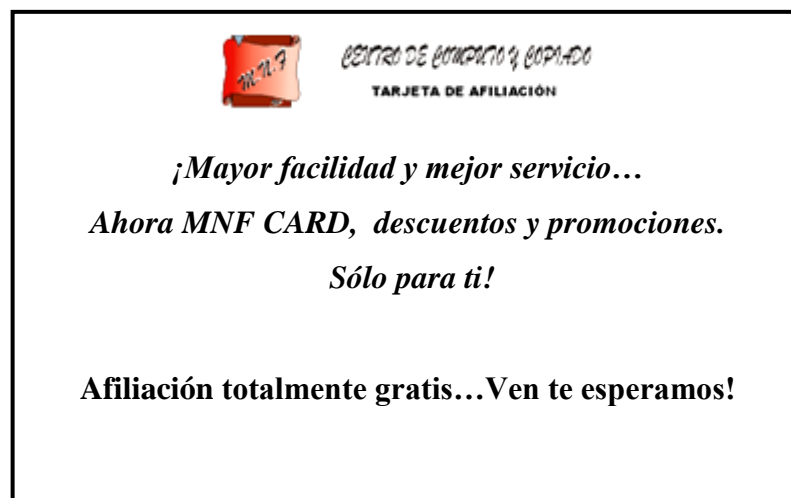 M.N.F
CENTRO DE COMPUTO Y COPIADO
TARJETA DE AFILIACIÓN
¡Mayor facilidad y mejor servicio…
Ahora MNF CARD, descuentos y promociones.
Sólo para ti!
Afiliación totalmente gratis…Ven te esperamos!